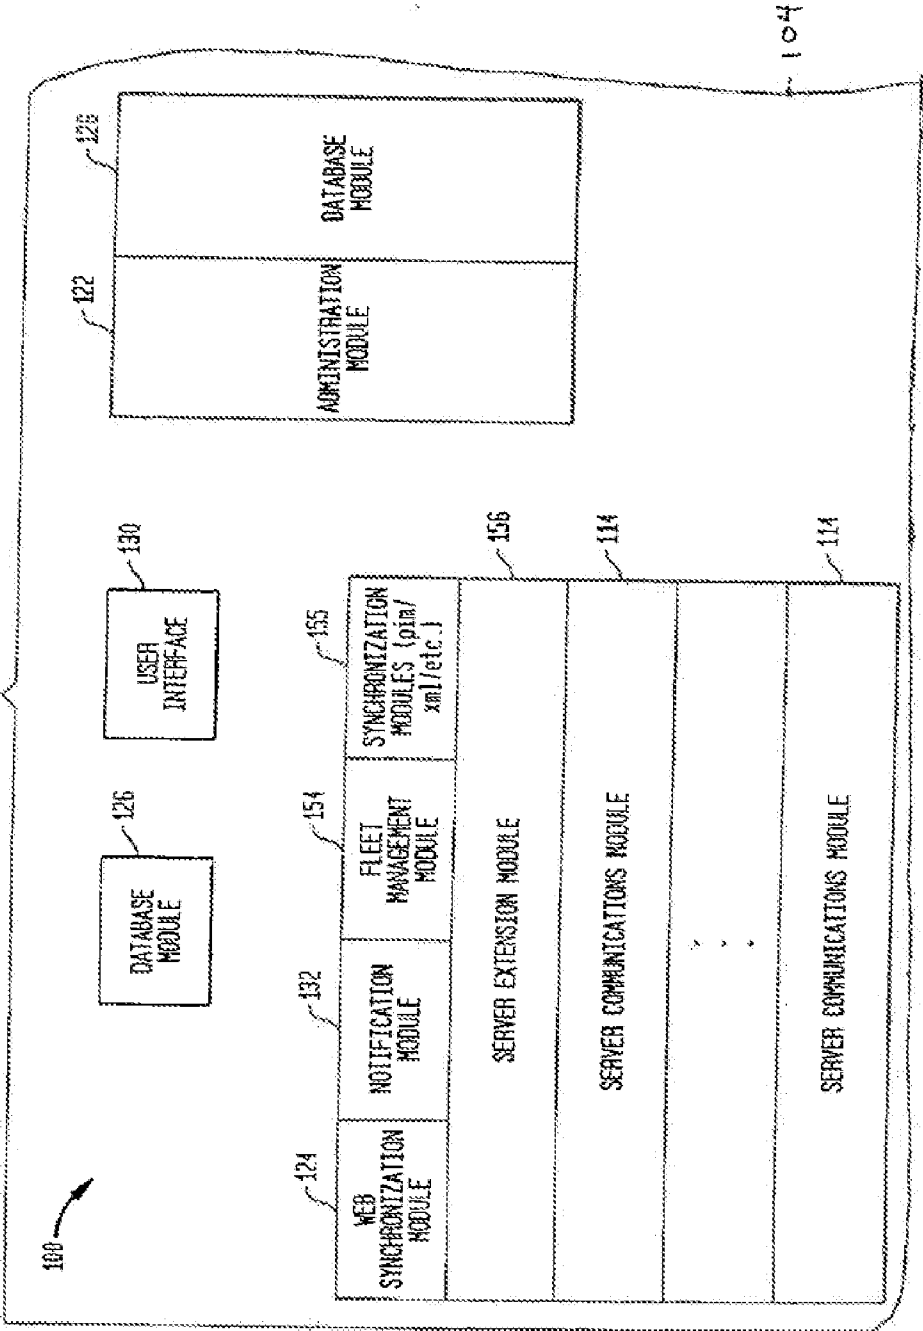 100
126
DATABASE
MODULE
130
USER
INTERFACE
122
ADMINISTRATION
MODULE
128
DATABASE
MODULE
124
WEB
SYNCHRONIZATION
MODULE
132
NOTIFICATION
MODULE
154
FLEET
MANAGEMENT
MODULE
155
SYNCHRONIZATION
MODULES (pim/
xml/etc.)
SERVER EXTENSION MODULE
156
SERVER COMMUNICATIONS MODULE
114
SERVER COMMUNICATIONS MODULE
114
104